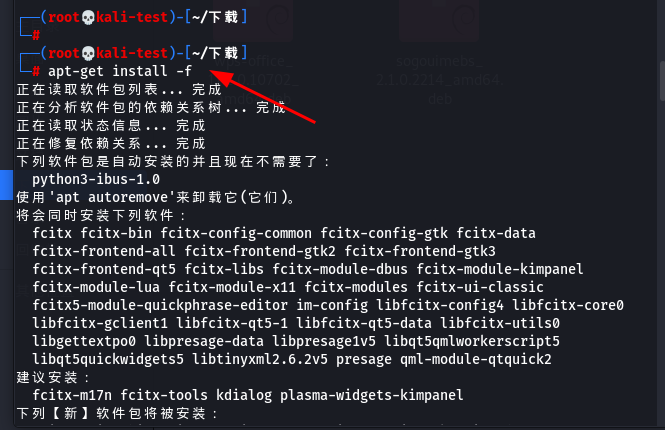 (root💀kali-test)-[~/下载]
#
(root💀kali-test)-[~/下载]
# apt-get install -f
正在读取软件包列表... 完成
正在分析软件包的依赖关系树... 完成
正在读取状态信息... 完成
正在修复依赖关系... 完成
下列软件包是自动安装的并且现在不需要了：
python3-ibus-1.0
使用'apt autoremove'来卸载它(它们)。
将会同时安装下列软件：
fcitx fcitx-bin fcitx-config-common fcitx-config-gtk fcitx-data
fcitx-frontend-all fcitx-frontend-gtk2 fcitx-frontend-gtk3
fcitx-frontend-qt5 fcitx-libs fcitx-module-dbus fcitx-module-kimpanel
fcitx-module-lua fcitx-module-x11 fcitx-modules fcitx-ui-classic
fcitx5-module-quickphrase-editor im-config libfcitx-config4 libfcitx-core0
libfcitx-gclient1 libfcitx-qt5-1 libfcitx-qt5-data libfcitx-utils0
libgettextpo0 libpresage-data libpresage1v5 libqt5qmlworkerscript5
libqt5quickwidgets5 libtinyxml2.6.2v5 presage qml-module-qtquick2
建议安装：
fcitx-m17n fcitx-tools kdialog plasma-widgets-kimpanel
下列【新】软件包将被安装：